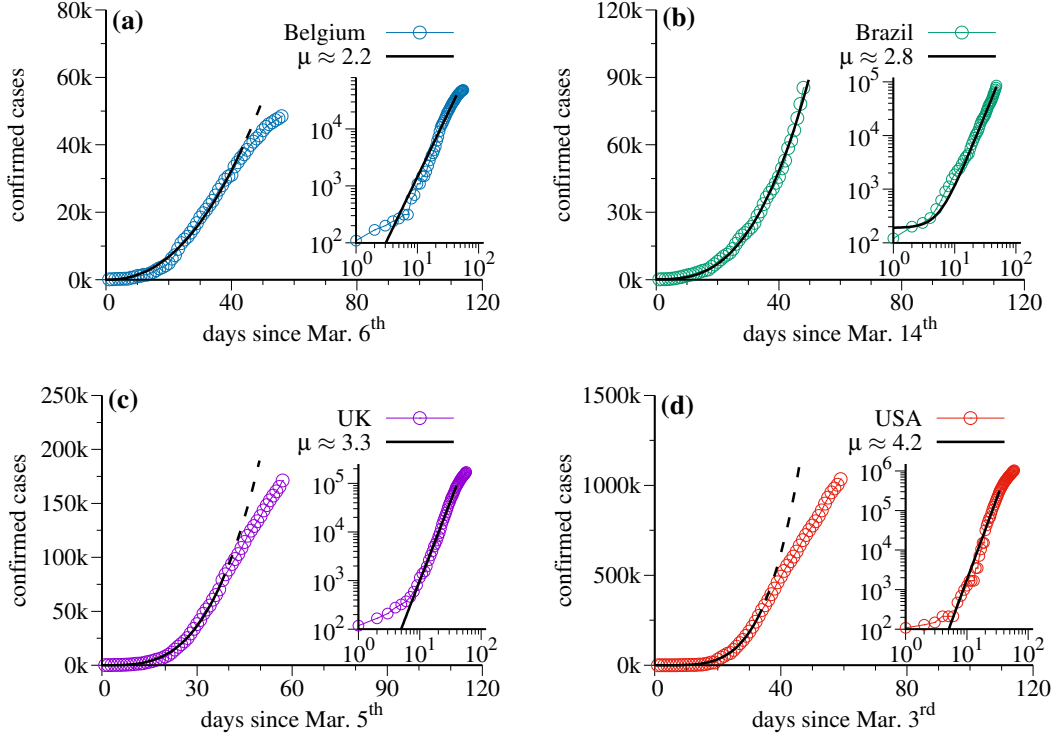 (a)
Belgium
μ ≈ 2.2
confirmed cases
80k
60k
40k
20k
0k
0 40 80 120
days since Mar. 6th
10^4
10^3
10^2
10^0 10^1 10^2
(b)
Brazil
μ ≈ 2.8
confirmed cases
120k
90k
60k
30k
0k
0 40 80 120
days since Mar. 14th
10^5
10^4
10^3
10^2
10^0 10^1 10^2
(c)
UK
μ ≈ 3.3
confirmed cases
250k
200k
150k
100k
50k
0k
0 30 60 90 120
days since Mar. 5th
10^5
10^4
10^3
10^2
10^0 10^1 10^2
(d)
USA
μ ≈ 4.2
confirmed cases
1500k
1000k
500k
0k
0 40 80 120
days since Mar. 3rd
10^6
10^5
10^4
10^3
10^2
10^0 10^1 10^2